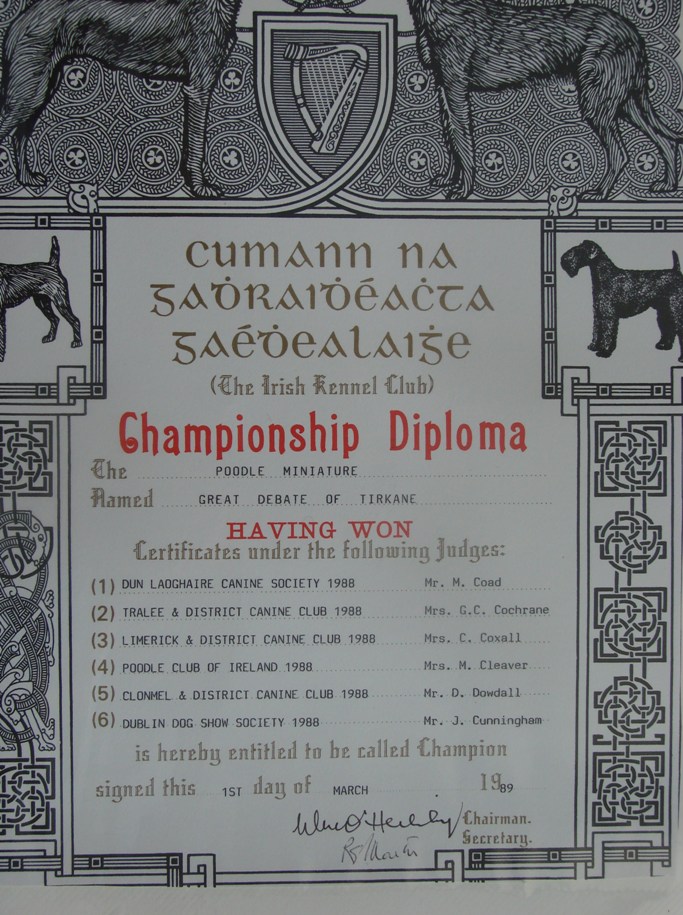 Cumann na
Gaḋraiḋéaċta
Gaéḋealaiġe
(The Irish Kennel Club)
Championship Diploma
The POODLE MINIATURE
Named GREAT DEBATE OF TIRKANE
HAVING WON
Certificates under the following Judges:
(1) DUN LAOGHAIRE CANINE SOCIETY 1988 Mr. M. Coad
(2) TRALEE & DISTRICT CANINE CLUB 1988 Mrs. G.C. Cochrane
(3) LIMERICK & DISTRICT CANINE CLUB 1988 Mrs. C. Coxall
(4) POODLE CLUB OF IRELAND 1988 Mrs. M. Cleaver
(5) CLONMEL & DISTRICT CANINE CLUB 1988 Mr. D. Dowdall
(6) DUBLIN DOG SHOW SOCIETY 1988 Mr. J. Cunningham
is hereby entitled to be called Champion
signed this 1ST day of MARCH 1989
Chairman.
Secretary.